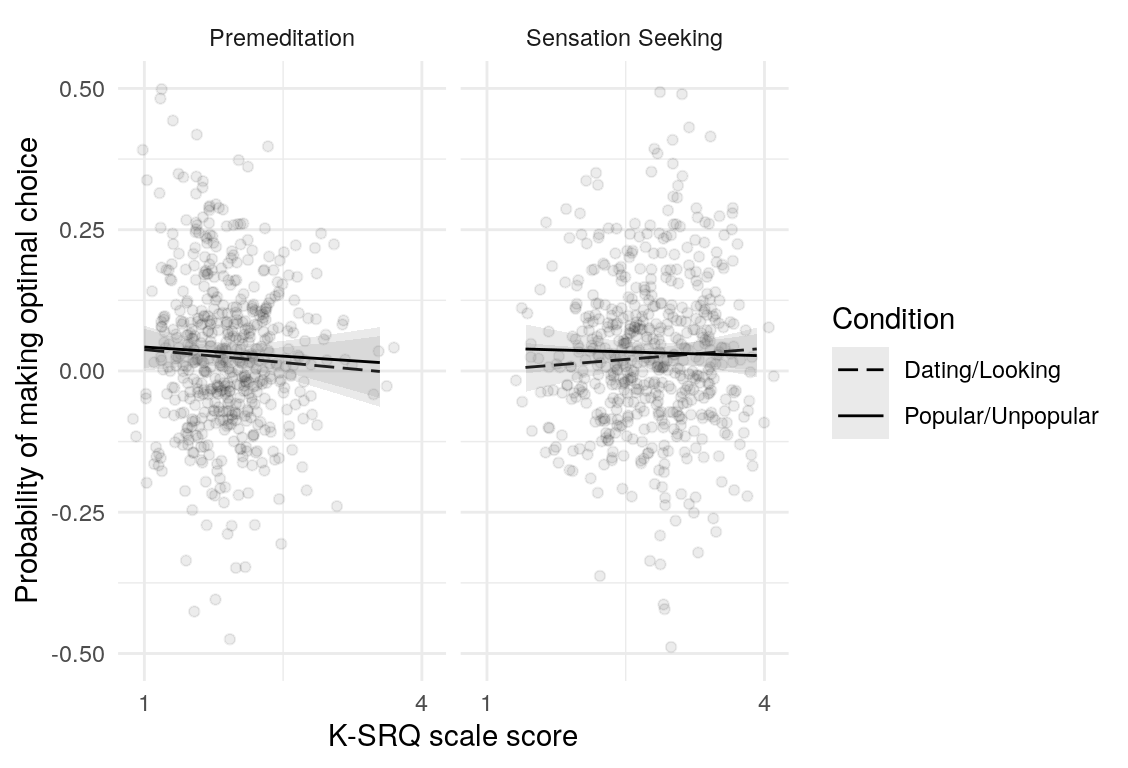 Premeditation
Sensation Seeking
Probability of making optimal choice
0.50
0.25
0.00
-0.25
-0.50
1
4
1
4
K-SRQ scale score
Condition
Dating/Looking
Popular/Unpopular